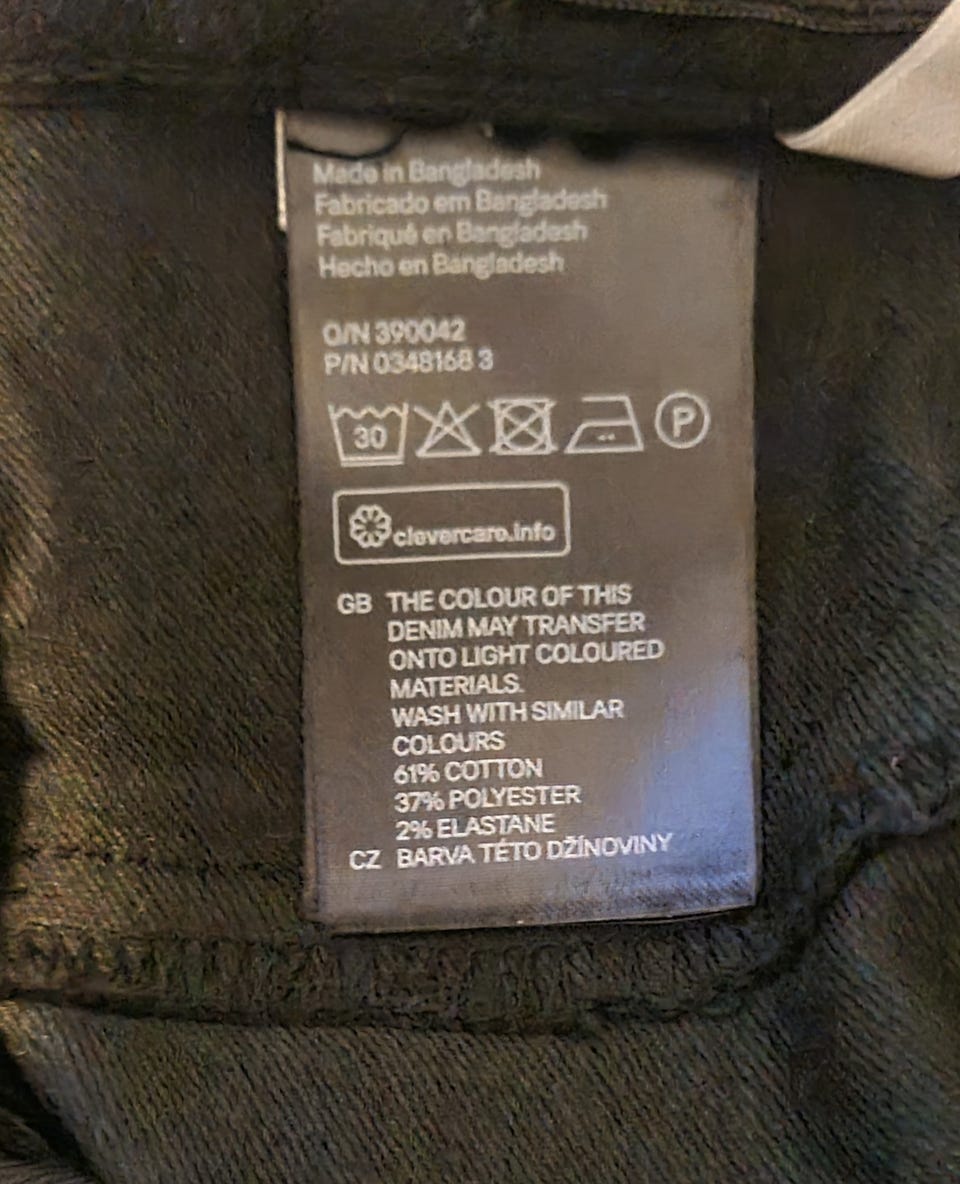 Made in Bangladesh
Fabricado em Bangladesh
Fabriqué en Bangladesh
Hecho en Bangladesh
O/N 390042
P/N 0348168 3
30
P
clevercare.info
GB THE COLOUR OF THIS
DENIM MAY TRANSFER
ONTO LIGHT COLOURED
MATERIALS.
WASH WITH SIMILAR
COLOURS
61% COTTON
37% POLYESTER
2% ELASTANE
CZ BARVA TÉTO DŽÍNOVINY